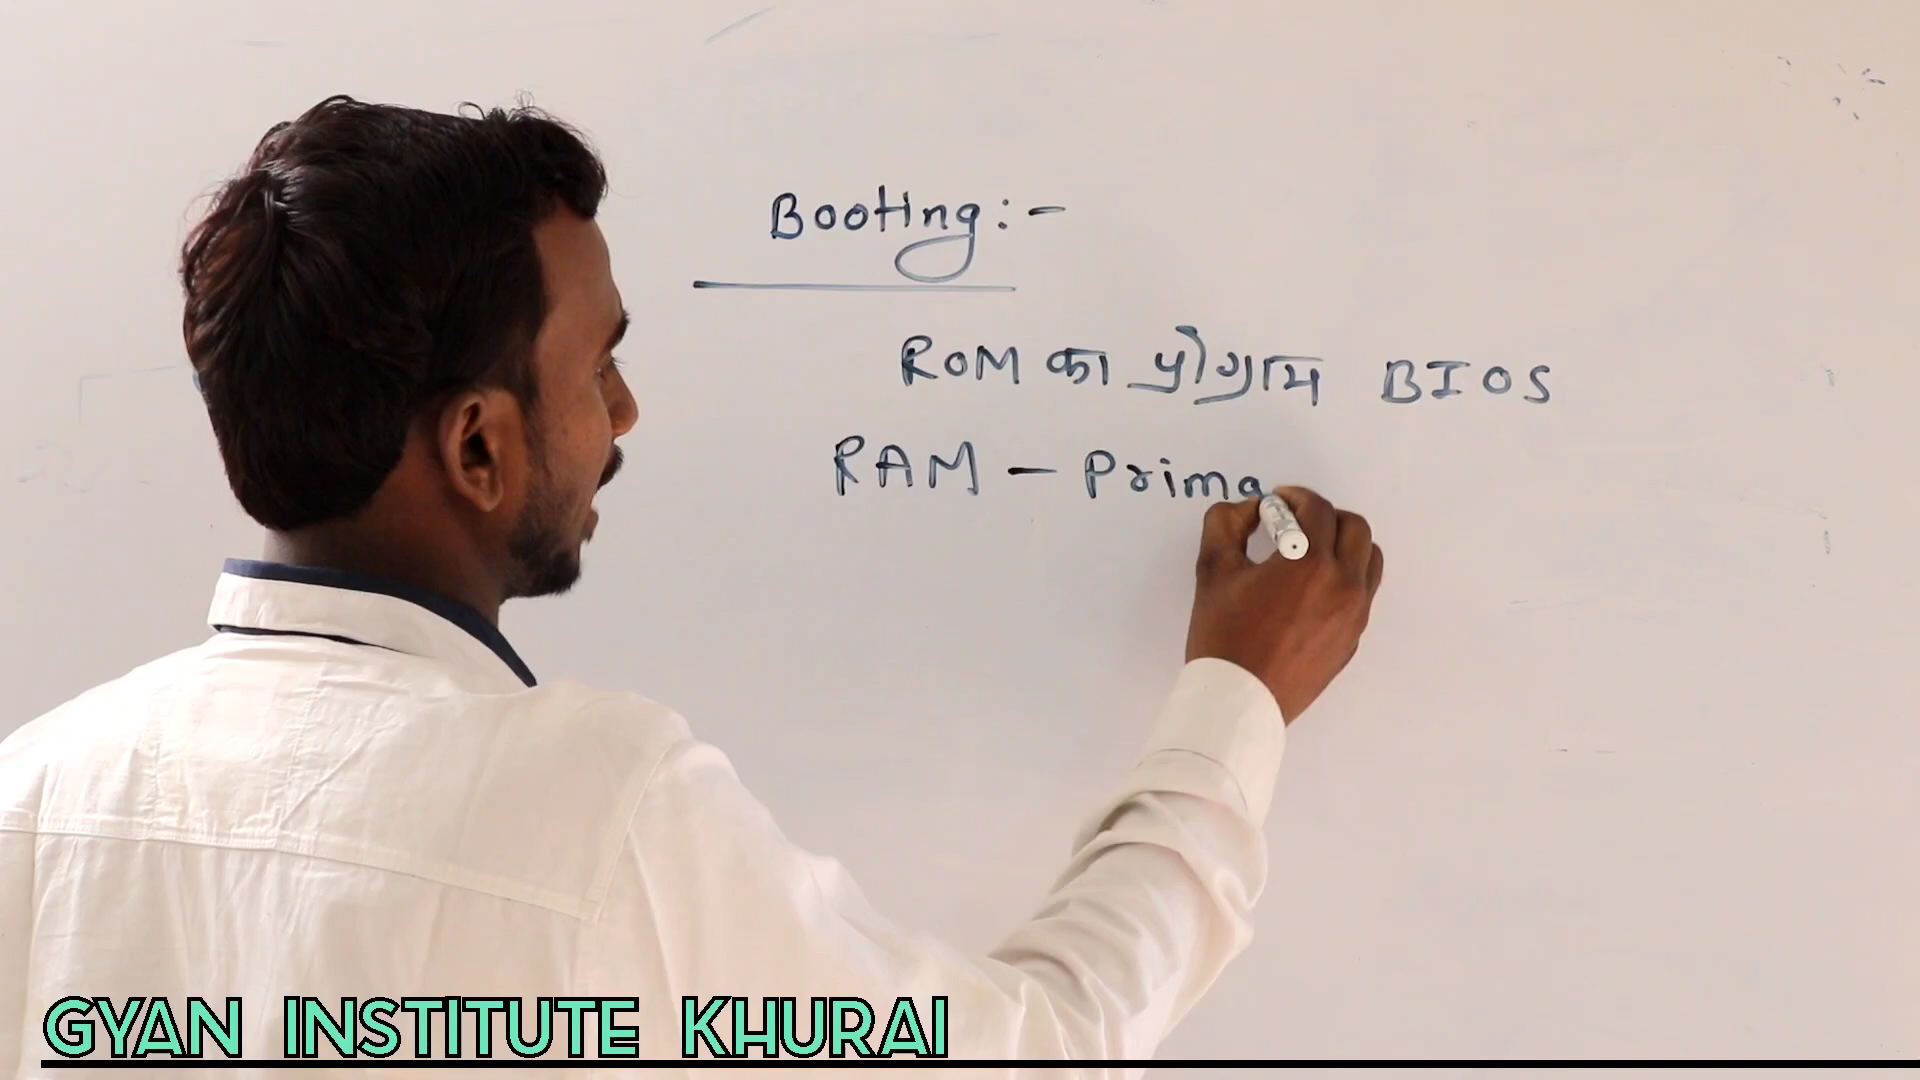 Booting:-
ROM का प्रोग्राम BIOS
RAM - Prima
GYAN INSTITUTE KHURAI